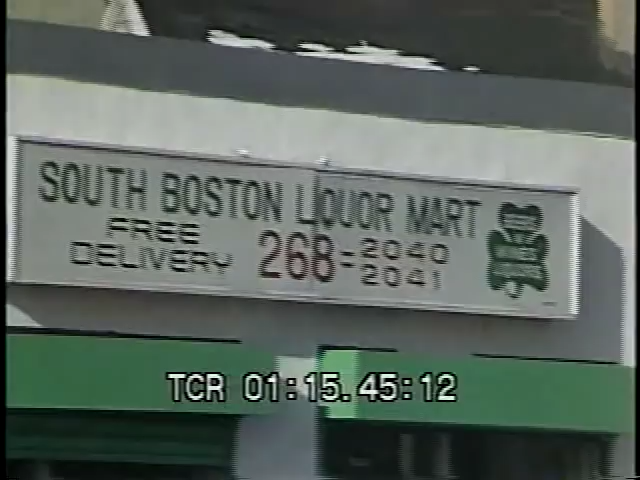 SOUTH BOSTON LIQUOR MART
FREE DELIVERY
268-2040
2041
TCR 01:15.45:12